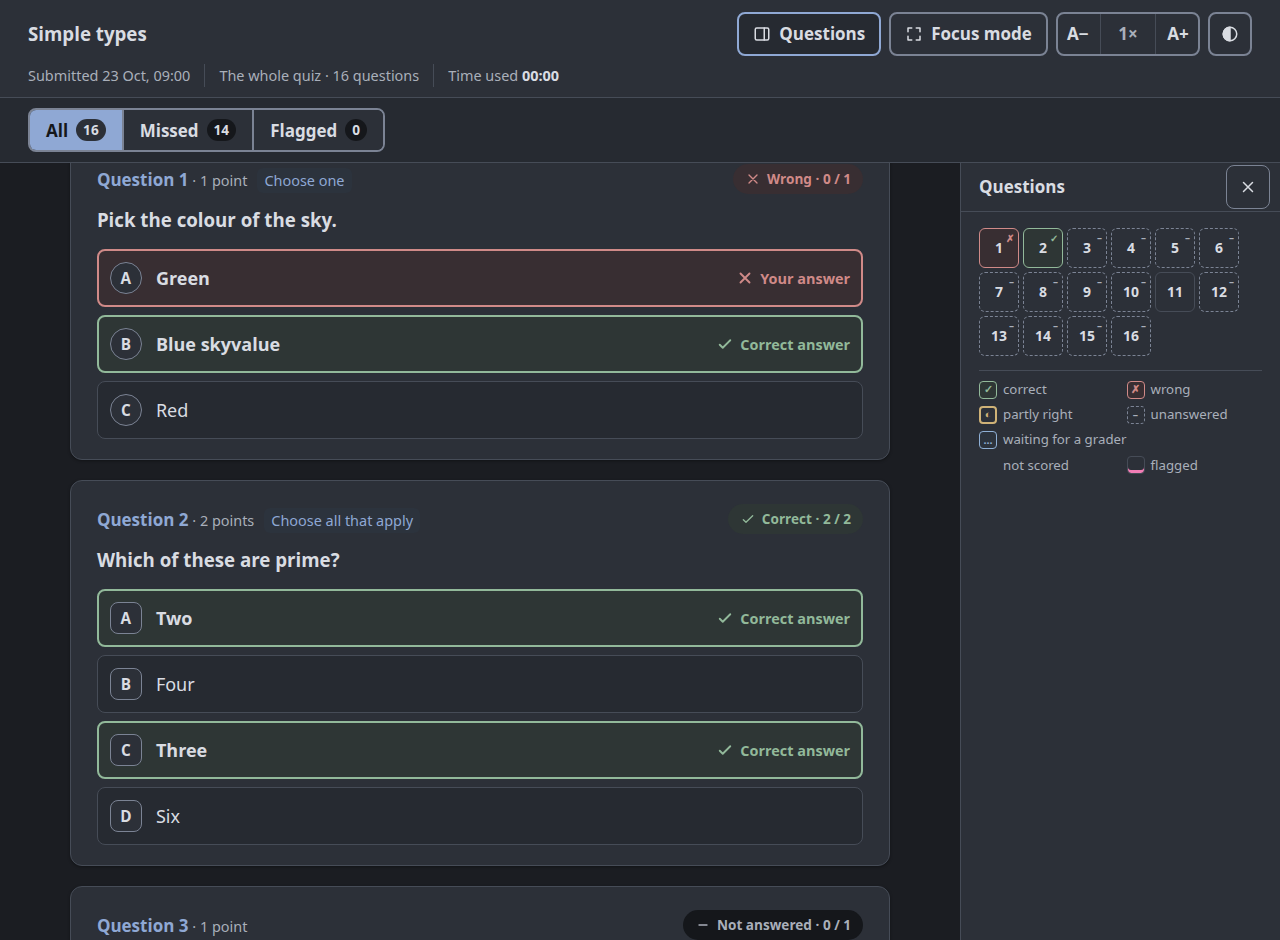 Simple types
Questions
Focus mode
A−
1×
A+
Submitted 23 Oct, 09:00
The whole quiz · 16 questions
Time used 00:00
All 16
Missed 14
Flagged 0
Question 1 · 1 point
Choose one
Wrong · 0 / 1
Pick the colour of the sky.
A Green
Your answer
B Blue skyvalue
Correct answer
C Red
Question 2 · 2 points
Choose all that apply
Correct · 2 / 2
Which of these are prime?
A Two
Correct answer
B Four
C Three
Correct answer
D Six
Question 3 · 1 point
Not answered · 0 / 1
Questions
1 ✗ 2 ✓ 3 – 4 – 5 – 6 –
7 – 8 – 9 – 10 – 11 12 –
13 – 14 – 15 – 16 –
✓ correct
✗ wrong
partly right
– unanswered
… waiting for a grader
not scored
flagged